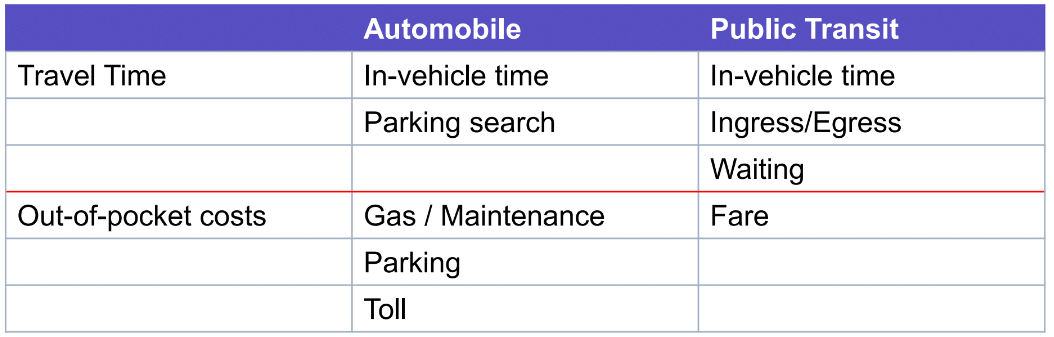 Automobile Public Transit
Travel Time In-vehicle time In-vehicle time
Parking search Ingress/Egress
Waiting
Out-of-pocket costs Gas / Maintenance Fare
Parking
Toll